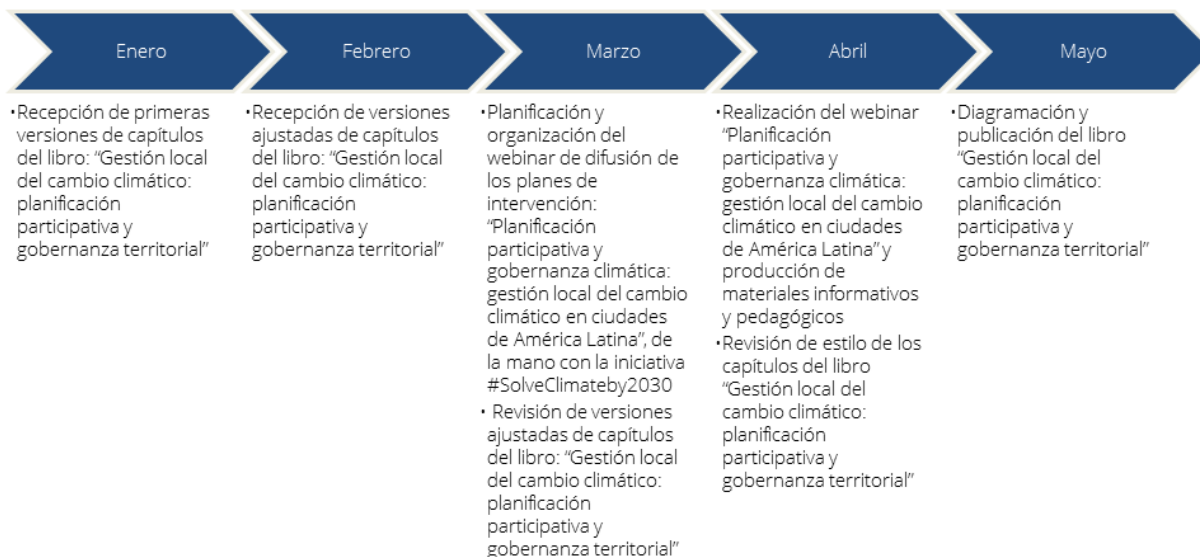 Enero
•Recepción de primeras
versiones de capítulos
del libro: “Gestión local
del cambio climático:
planificación
participativa y
gobernanza territorial”
Febrero
•Recepción de versiones
ajustadas de capítulos
del libro: “Gestión local
del cambio climático:
planificación
participativa y
gobernanza territorial”
Marzo
•Planificación y
organización del
webinar de difusión de
los planes de
intervención:
“Planificación
participativa y
gobernanza climática:
gestión local del cambio
climático en ciudades
de América Latina”, de
la mano con la iniciativa
#SolveClimateby2030
• Revisión de versiones
ajustadas de capítulos
del libro: “Gestión local
del cambio climático:
planificación
participativa y
gobernanza territorial”
Abril
•Realización del webinar
“Planificación
participativa y
gobernanza climática:
gestión local del cambio
climático en ciudades
de América Latina” y
producción de
materiales informativos
y pedagógicos
•Revisión de estilo de los
capítulos del libro
“Gestión local del
cambio climático:
planificación
participativa y
gobernanza territorial”
Mayo
•Diagramación y
publicación del libro
“Gestión local del
cambio climático:
planificación
participativa y
gobernanza territorial”